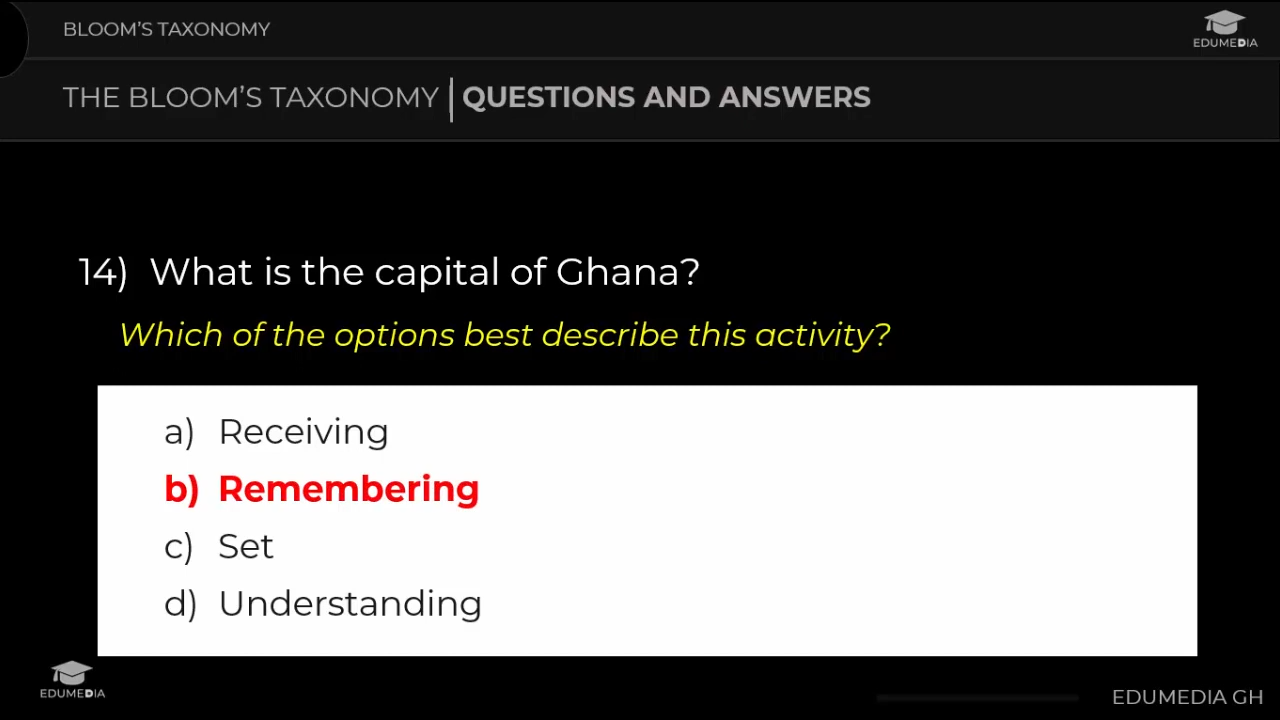 BLOOM'S TAXONOMY
EDUMEDIA
THE BLOOM'S TAXONOMY | QUESTIONS AND ANSWERS
14) What is the capital of Ghana?
Which of the options best describe this activity?
a) Receiving
b) Remembering
c) Set
d) Understanding
EDUMEDIA
EDUMEDIA GH